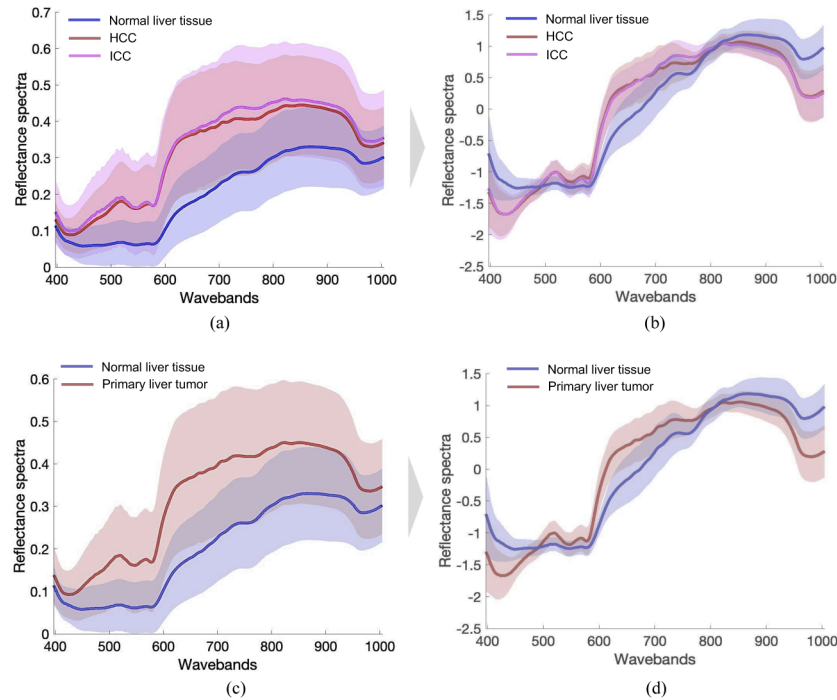 Normal liver tissue
HCC
ICC
Reflectance spectra
0.7
0.6
0.5
0.4
0.3
0.2
0.1
0
400 500 600 700 800 900 1000
Wavebands
(a)
Normal liver tissue
HCC
ICC
Reflectance spectra
1.5
1
0.5
0
-0.5
-1
-1.5
-2
-2.5
400 500 600 700 800 900 1000
Wavebands
(b)
Normal liver tissue
Primary liver tumor
Reflectance spectra
0.6
0.5
0.4
0.3
0.2
0.1
0
400 500 600 700 800 900 1000
Wavebands
(c)
Normal liver tissue
Primary liver tumor
Reflectance spectra
1.5
1
0.5
0
-0.5
-1
-1.5
-2
-2.5
400 500 600 700 800 900 1000
Wavebands
(d)